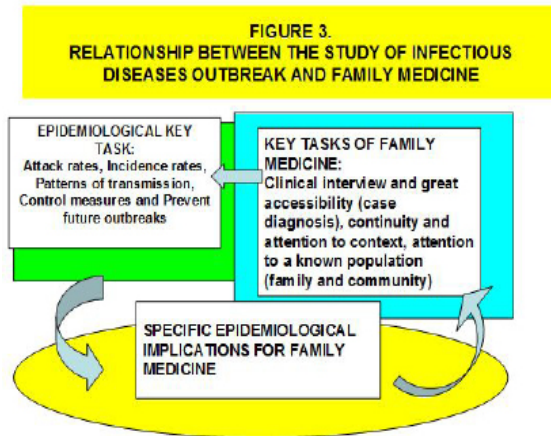 FIGURE 3.
RELATIONSHIP BETWEEN THE STUDY OF INFECTIOUS
DISEASES OUTBREAK AND FAMILY MEDICINE
EPIDEMIOLOGICAL KEY
TASK:
Attack rates, Incidence rates,
Patterns of transmission,
Control measures and Prevent
future outbreaks
KEY TASKS OF FAMILY
MEDICINE:
Clinical interview and great
accessibility (case
diagnosis), continuity and
attention to context, attention
to a known population
(family and community)
SPECIFIC EPIDEMIOLOGICAL
IMPLICATIONS FOR FAMILY
MEDICINE